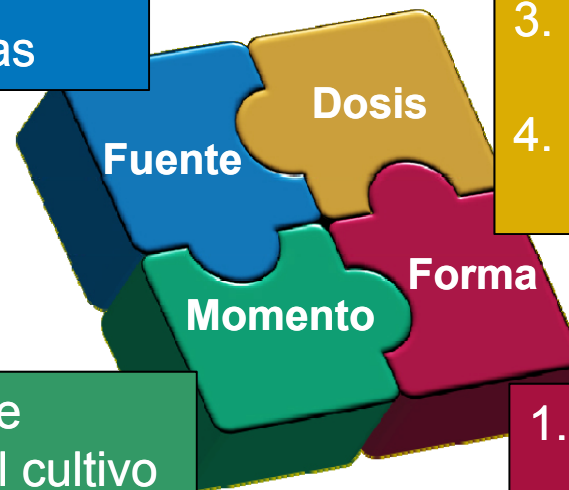 as
3.
Dosis
4.
Fuente
Forma
Momento
e
l cultivo
1.